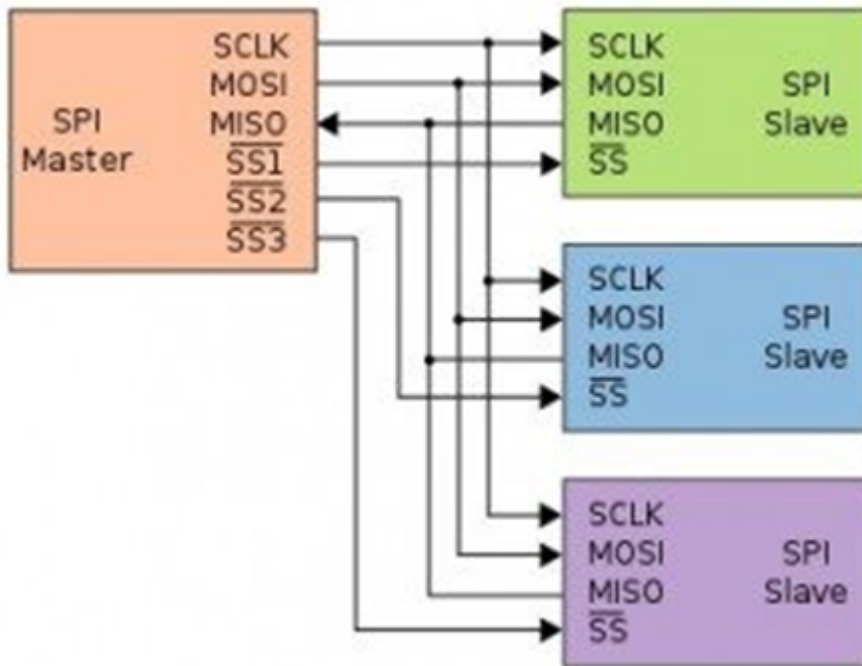 SPI
Master
SCLK
MOSI
MISO
SS1
SS2
SS3
SCLK
MOSI
MISO
SS
SPI
Slave
SCLK
MOSI
MISO
SS
SPI
Slave
SCLK
MOSI
MISO
SS
SPI
Slave